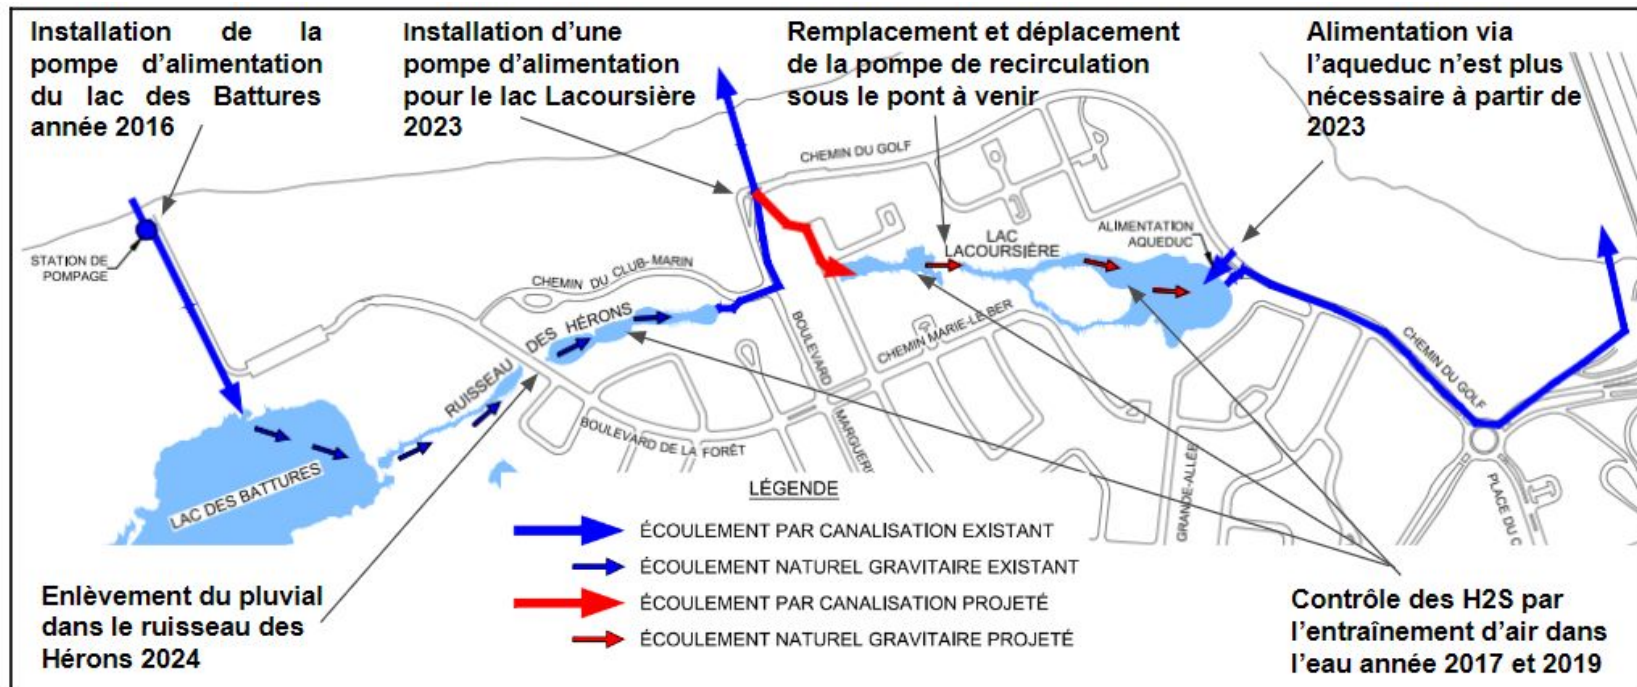 Installation de la
pompe d'alimentation
du lac des Battures
année 2016
Installation d'une
pompe d'alimentation
pour le lac Lacoursière
2023
Remplacement et déplacement
de la pompe de recirculation
sous le pont à venir
Alimentation via
l'aqueduc n'est plus
nécessaire à partir de
2023
CHEMIN DU GOLF
STATION DE
POMPAGE
CHEMIN DU CLUB-MARIN
LAC
LACOURSIÈRE
ALIMENTATION
AQUEDUC
RUISSEAU DES HÉRONS
BOULEVARD
MARGUERI
CHEMIN MARIE-LE BER
CHEMIN DU GOLF
BOULEVARD DE LA FORÊT
LAC DES BATTURES
GRANDE-ALLÉE
PLACE DU C
LÉGENDE
ÉCOULEMENT PAR CANALISATION EXISTANT
ÉCOULEMENT NATUREL GRAVITAIRE EXISTANT
ÉCOULEMENT PAR CANALISATION PROJETÉ
ÉCOULEMENT NATUREL GRAVITAIRE PROJETÉ
Enlèvement du pluvial
dans le ruisseau des
Hérons 2024
Contrôle des H2S par
l'entraînement d'air dans
l'eau année 2017 et 2019